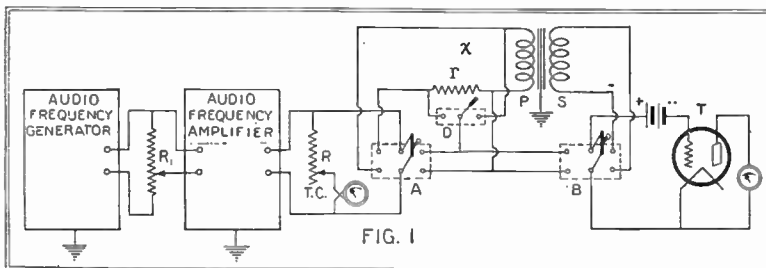 AUDIO
FREQUENCY
GENERATOR
R1
AUDIO
FREQUENCY
AMPLIFIER
R
T.C.
A
χ
r
D
P
S
-
B
+
T
FIG. 1